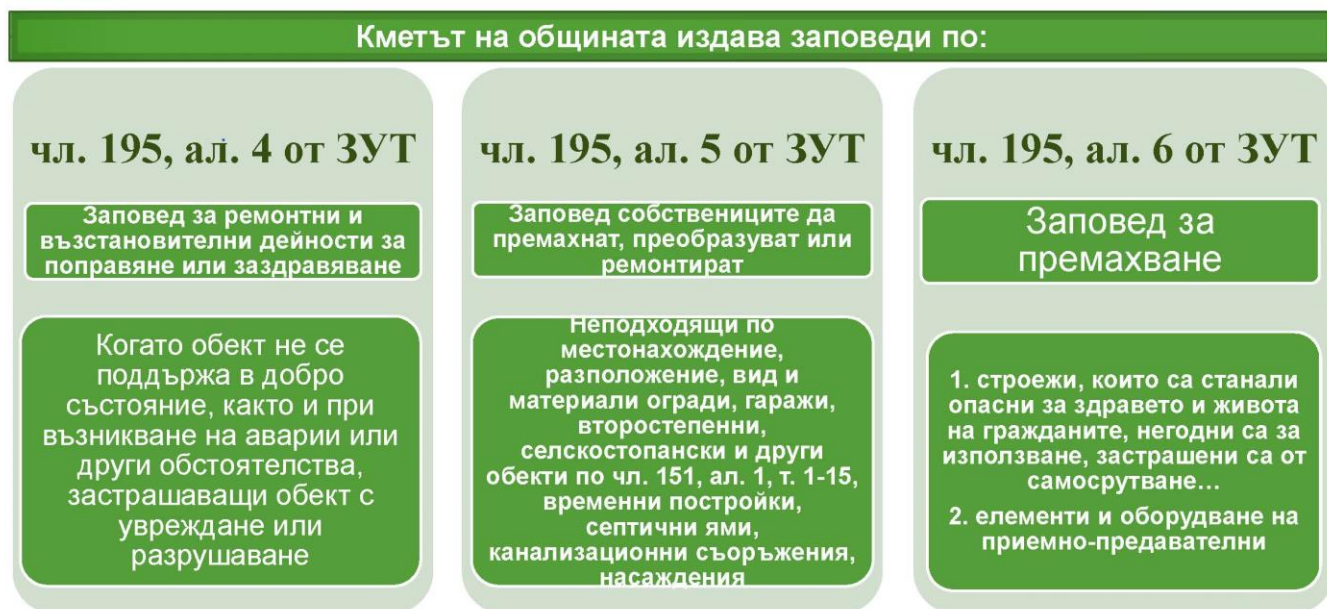 Кметът на общината издава заповеди по:
чл. 195, ал. 4 от ЗУТ
Заповед за ремонтни и
възстановителни дейности за
поправяне или заздравяване
Когато обект не се
поддържа в добро
състояние, както и при
възникване на аварии или
други обстоятелства,
застрашаващи обект с
увреждане или
разрушаване
чл. 195, ал. 5 от ЗУТ
Заповед собствениците да
премахнат, преобразуват или
ремонтират
Неподходящи по
местонахождение,
разположение, вид и
материали огради, гаражи,
второстепенни,
селскостопански и други
обекти по чл. 151, ал. 1, т. 1-15,
временни постройки,
септични ями,
канализационни съоръжения,
насаждения
чл. 195, ал. 6 от ЗУТ
Заповед за
премахване
1. строежи, които са станали
опасни за здравето и живота
на гражданите, негодни са за
използване, застрашени са от
самосрутване…
2. елементи и оборудване на
приемно-предавателни